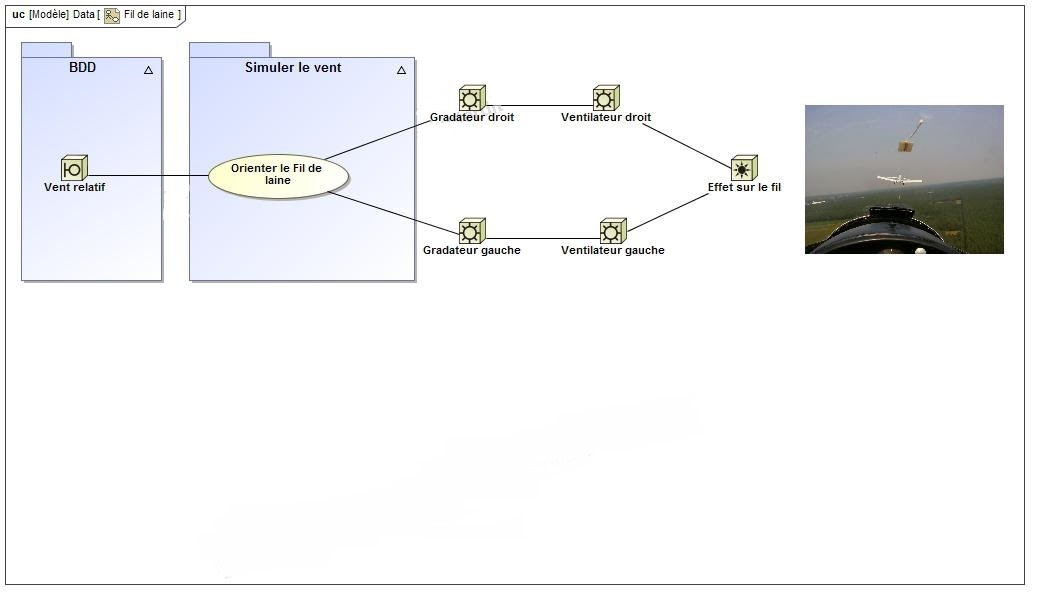 uc [Modèle] Data [ Fil de laine ]
BDD
Simuler le vent
Gradateur droit
Ventilateur droit
Orienter le Fil de
laine
Vent relatif
Effet sur le fil
Gradateur gauche
Ventilateur gauche